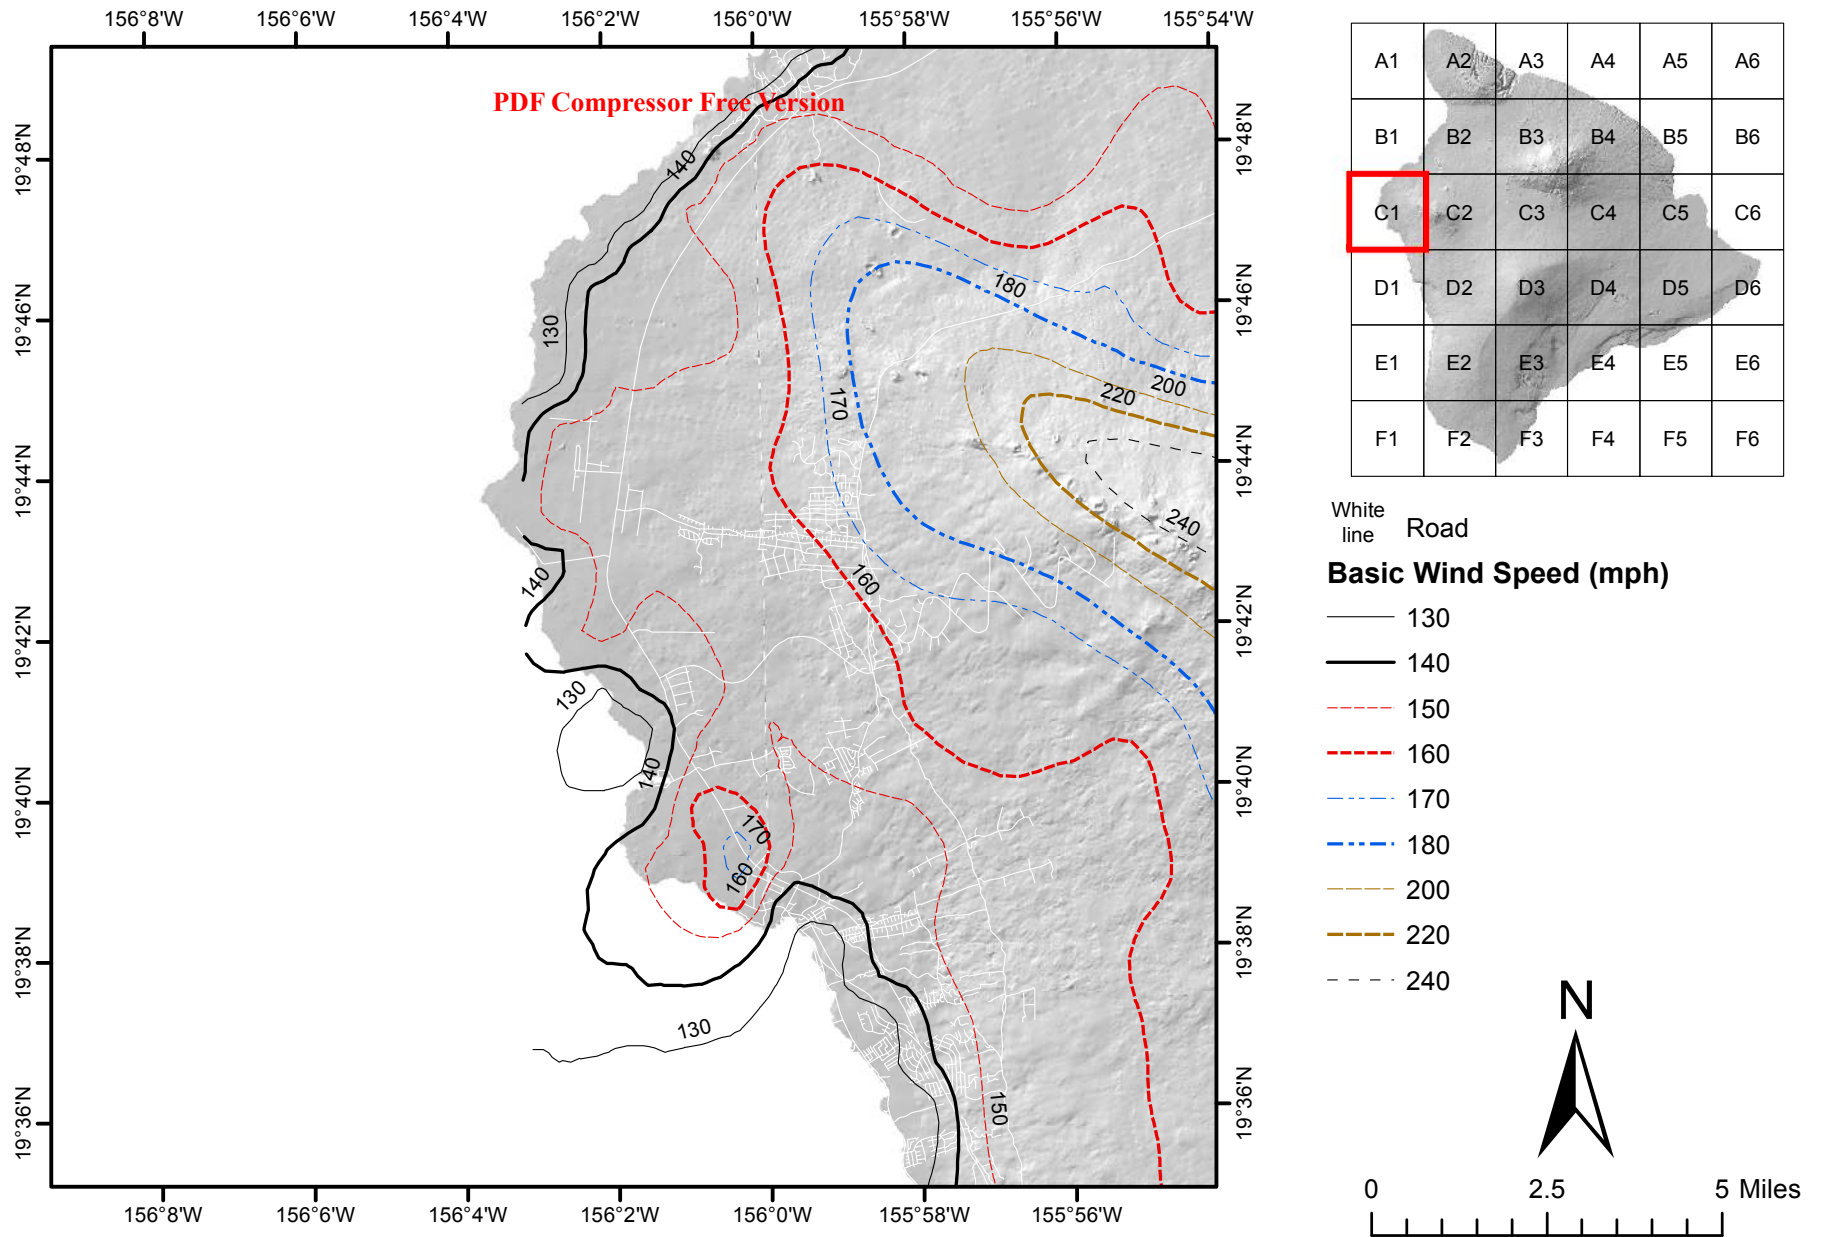 156°8'W 156°6'W 156°4'W 156°2'W 156°0'W 155°58'W 155°56'W 155°54'W
PDF Compressor Free Version
19°48'N
19°46'N
19°44'N
19°42'N
19°40'N
19°38'N
19°36'N
19°48'N
19°46'N
19°44'N
19°42'N
19°40'N
19°38'N
19°36'N
140
130
180
170
200
220
240
140
160
130
140
170
160
130
150
156°8'W 156°6'W 156°4'W 156°2'W 156°0'W 155°58'W 155°56'W
A1 A2 A3 A4 A5 A6
B1 B2 B3 B4 B5 B6
C1 C2 C3 C4 C5 C6
D1 D2 D3 D4 D5 D6
E1 E2 E3 E4 E5 E6
F1 F2 F3 F4 F5 F6
White
line
Road
Basic Wind Speed (mph)
130
140
150
160
170
180
200
220
240
N
0 2.5 5 Miles